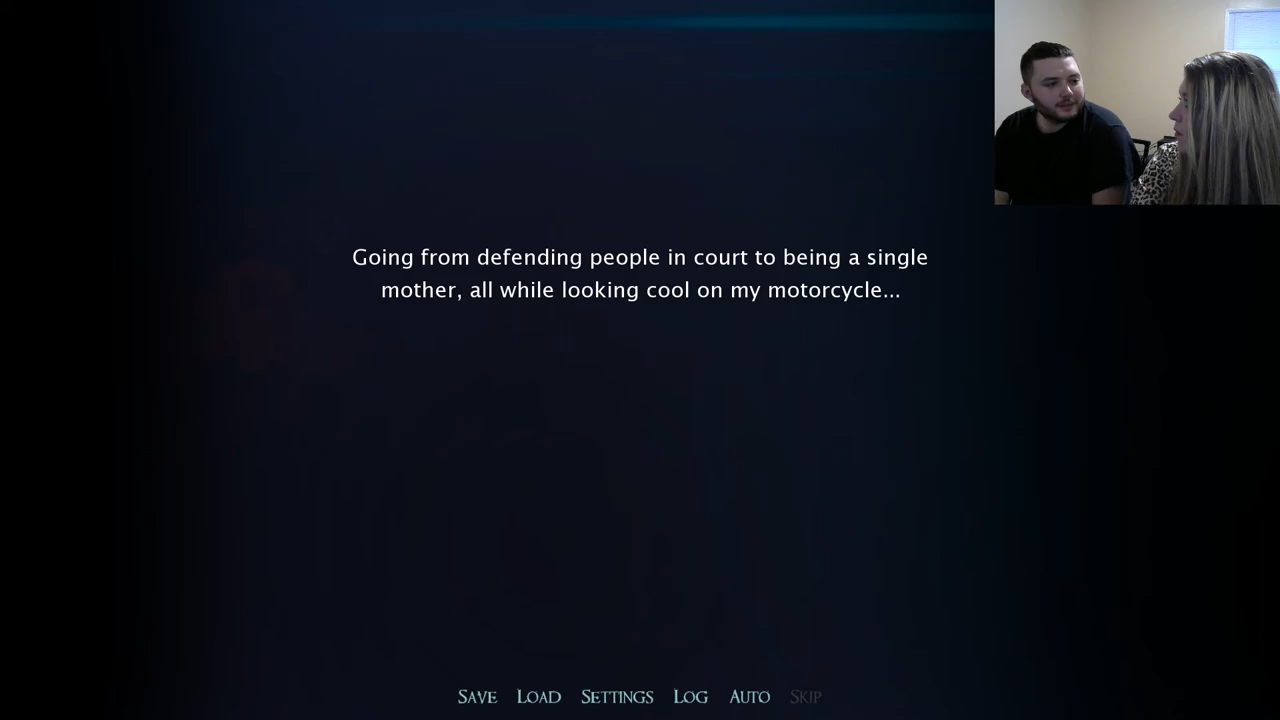 Going from defending people in court to being a single
mother, all while looking cool on my motorcycle...
SAVE LOAD SETTINGS LOG AUTO SKIP